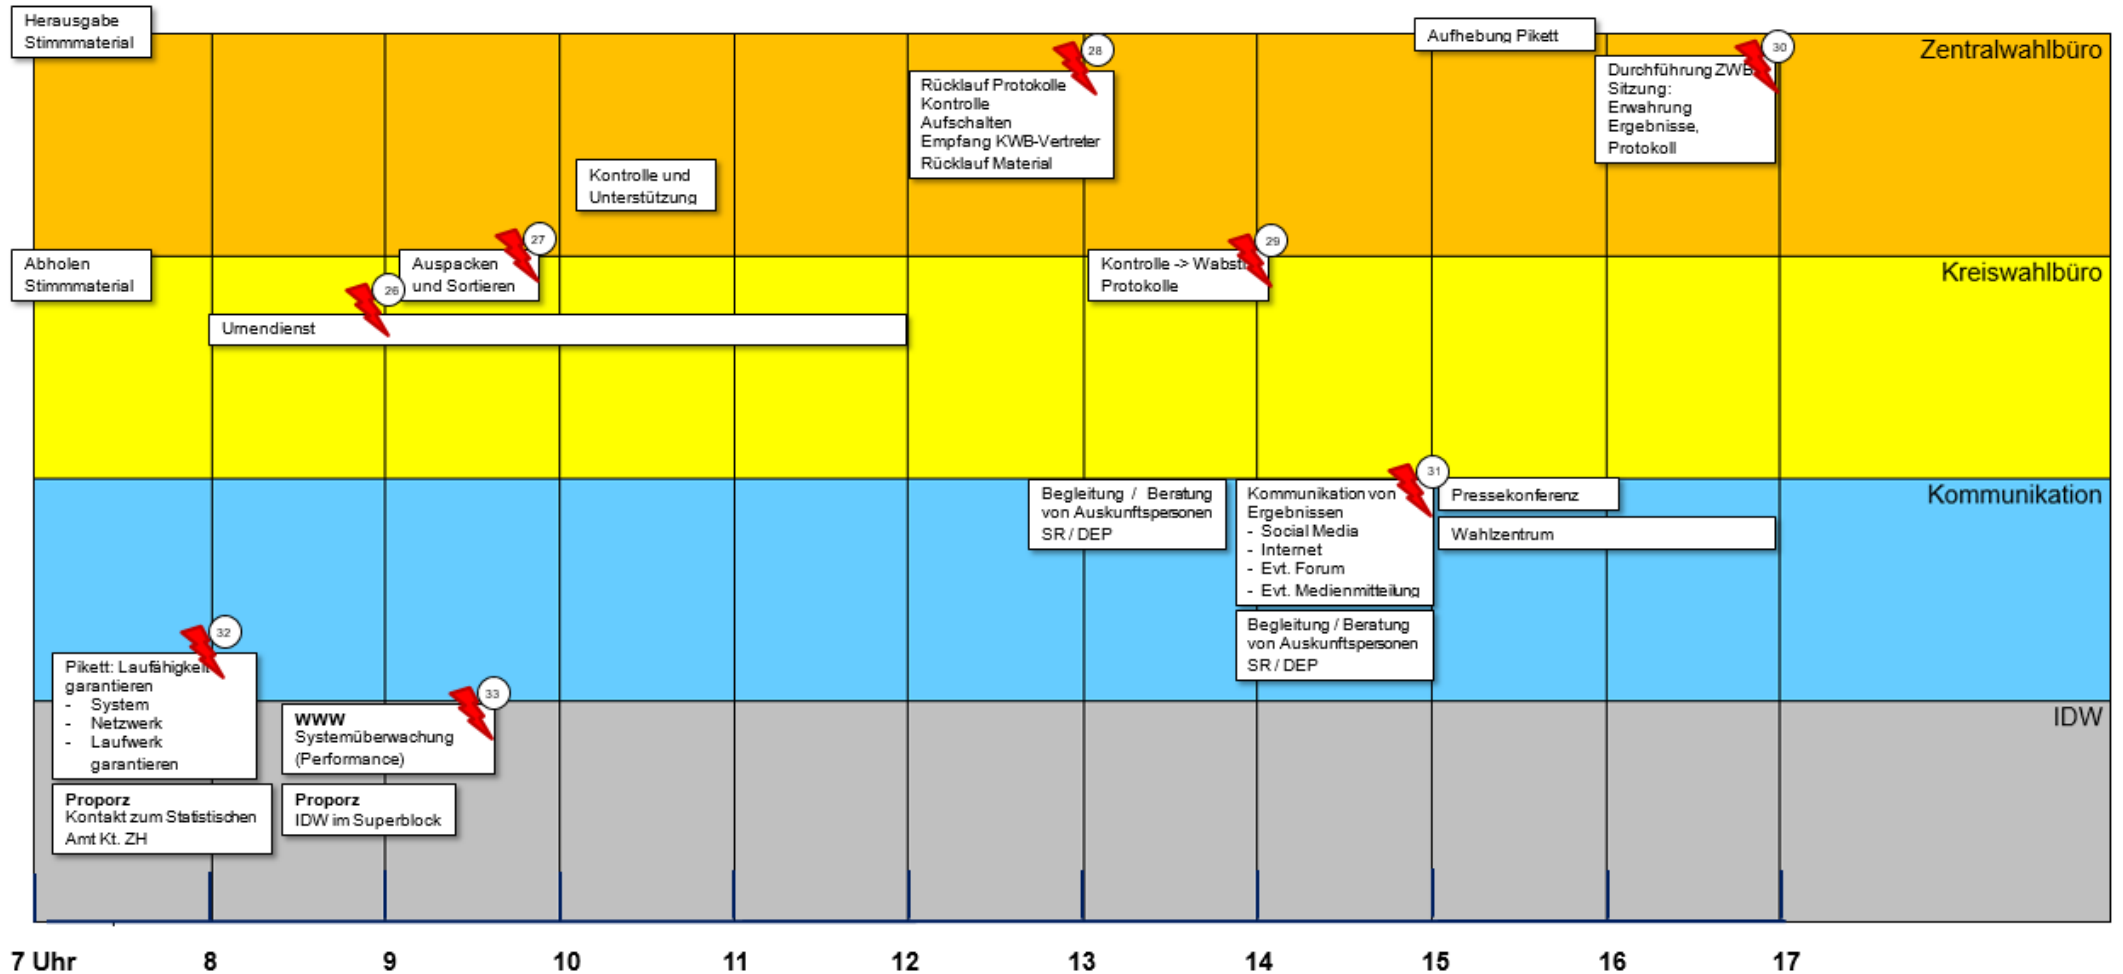 Herausgabe
Stimmmaterial
Aufhebung Pikett
Zentralwahlbüro
28
30
Rücklauf Protokolle
Kontrolle
Aufschalten
Empfang KWB-Vertreter
Rücklauf Material
Durchführung ZWB
Sitzung:
Erwahrung
Ergebnisse,
Protokoll
Kontrolle und
Unterstützung
Abholen
Stimmmaterial
27
Auspacken
und Sortieren
29
Kontrolle -> Wabsti
Protokolle
Kreiswahlbüro
26
Urnendienst
Begleitung / Beratung
von Auskunftspersonen
SR / DEP
31
Kommunikation von
Ergebnissen
- Social Media
- Internet
- Evt. Forum
- Evt. Medienmitteilung
Pressekonferenz
Wahlzentrum
Kommunikation
Begleitung / Beratung
von Auskunftspersonen
SR / DEP
32
Pikett: Laufähigkeit
garantieren
- System
- Netzwerk
- Laufwerk
garantieren
33
WWW
Systemüberwachung
(Performance)
IDW
Proporz
Kontakt zum Statistischen
Amt Kt. ZH
Proporz
IDW im Superblock
7 Uhr 8 9 10 11 12 13 14 15 16 17